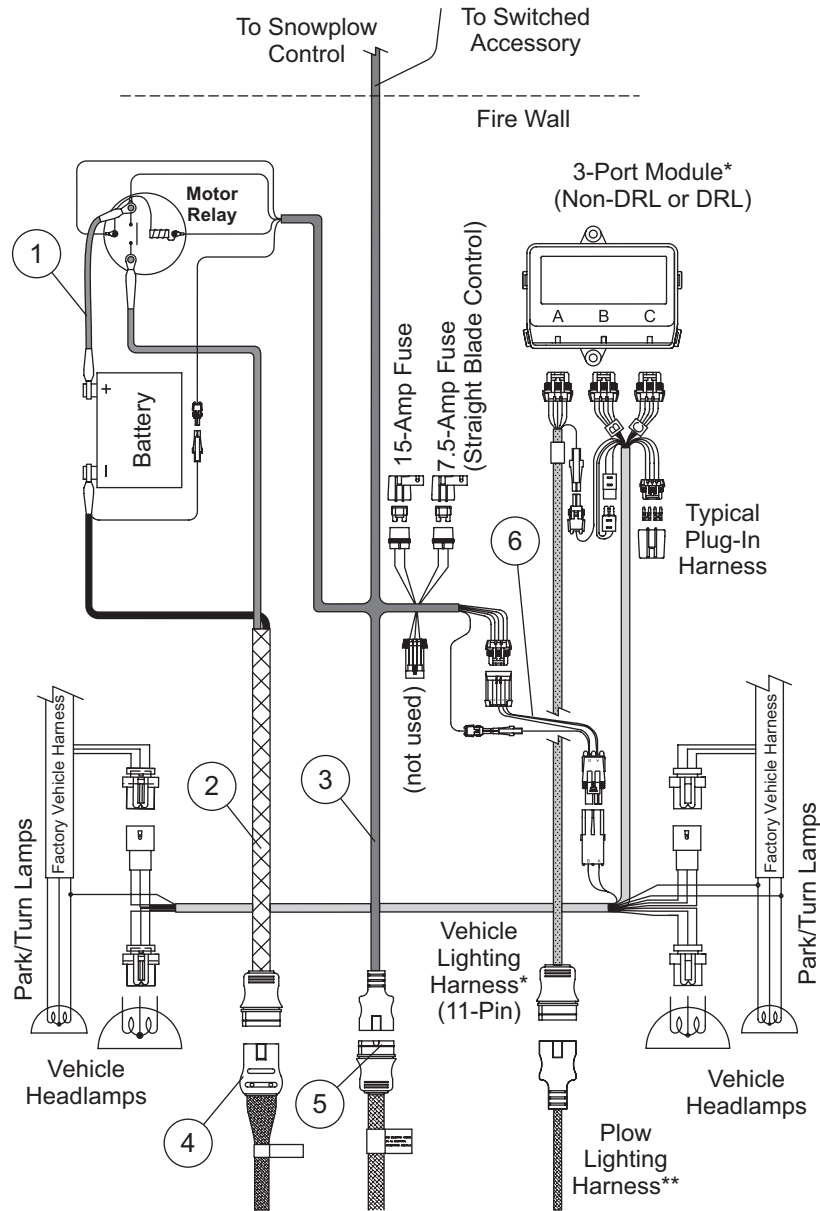 To Snowplow
Control
To Switched
Accessory
Fire Wall
3-Port Module*
(Non-DRL or DRL)
Motor
Relay
1
A B C
+
Battery
15-Amp Fuse
7.5-Amp Fuse
(Straight Blade Control)
6
Typical
Plug-In
Harness
(not used)
2
3
Factory Vehicle Harness
Park/Turn Lamps
Factory Vehicle Harness
Park/Turn Lamps
Vehicle
Lighting
Harness*
(11-Pin)
Vehicle
Headlamps
4
5
Vehicle
Headlamps
Plow
Lighting
Harness**